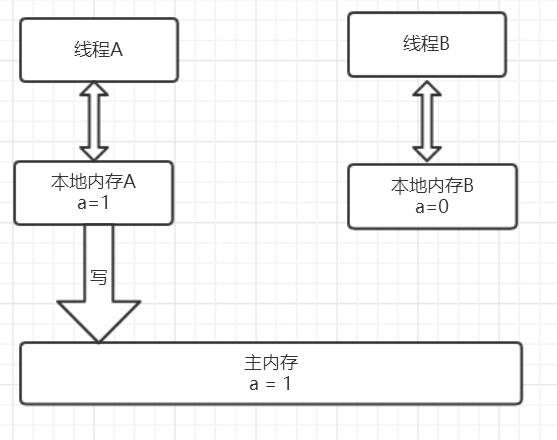 线程A
线程B
本地内存A
a=1
本地内存B
a=0
写
主内存
a = 1